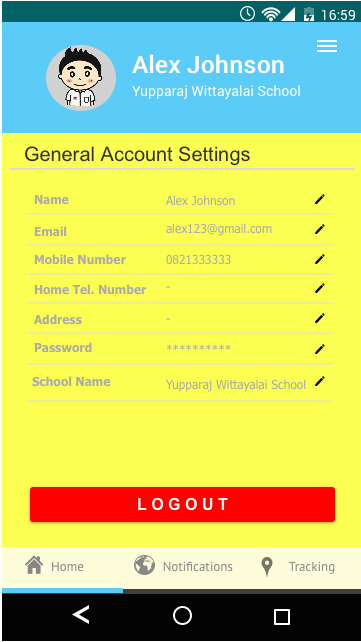 16:59
Alex Johnson
Yupparaj Wittayalai School
General Account Settings
Name Alex Johnson
Email alex123@gmail.com
Mobile Number 0821333333
Home Tel. Number -
Address -
Password **********
School Name Yupparaj Wittayalai School
LOGOUT
Home Notifications Tracking